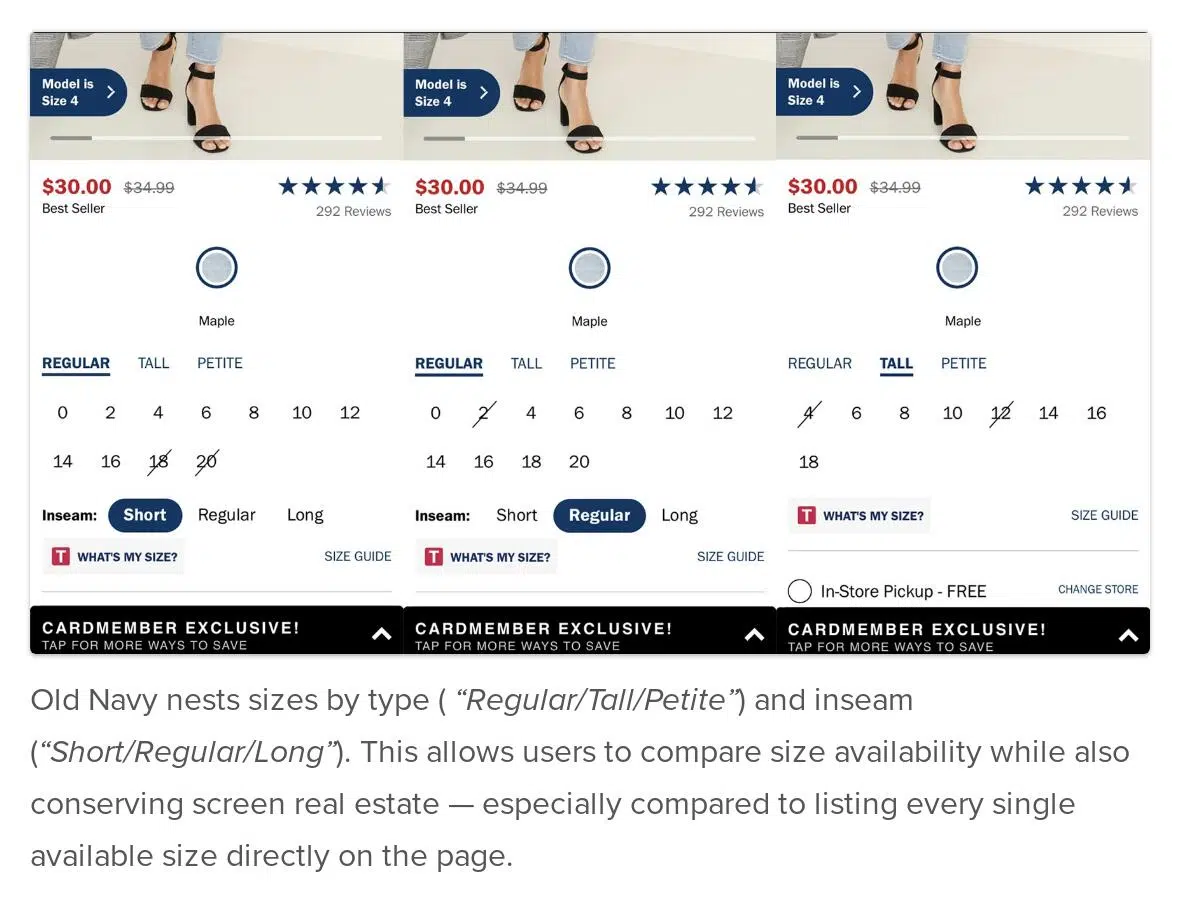 Model is
Size 4
$30.00 $34.99
Best Seller
292 Reviews
Maple
REGULAR TALL PETITE
0 2 4 6 8 10 12
14 16 18 20
Inseam: Short Regular Long
T WHAT'S MY SIZE? SIZE GUIDE
CARDMEMBER EXCLUSIVE!
TAP FOR MORE WAYS TO SAVE
Model is
Size 4
$30.00 $34.99
Best Seller
292 Reviews
Maple
REGULAR TALL PETITE
0 2 4 6 8 10 12
14 16 18 20
Inseam: Short Regular Long
T WHAT'S MY SIZE? SIZE GUIDE
CARDMEMBER EXCLUSIVE!
TAP FOR MORE WAYS TO SAVE
Model is
Size 4
$30.00 $34.99
Best Seller
292 Reviews
Maple
REGULAR TALL PETITE
4 6 8 10 12 14 16
18
T WHAT'S MY SIZE? SIZE GUIDE
In-Store Pickup - FREE CHANGE STORE
CARDMEMBER EXCLUSIVE!
TAP FOR MORE WAYS TO SAVE
Old Navy nests sizes by type ( “Regular/Tall/Petite”) and inseam
(“Short/Regular/Long”). This allows users to compare size availability while also
conserving screen real estate — especially compared to listing every single
available size directly on the page.